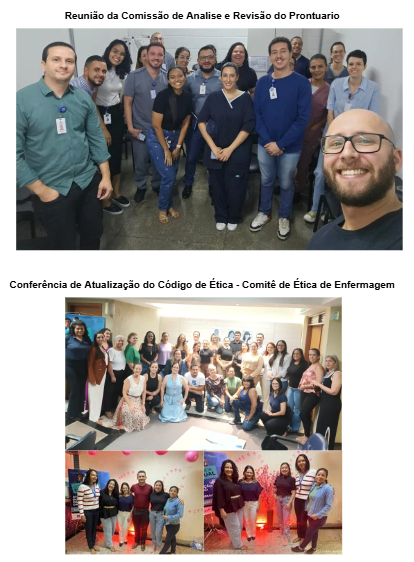 Reunião da Comissão de Analise e Revisão do Prontuario
Conferência de Atualização do Código de Ética - Comitê de Ética de Enfermagem